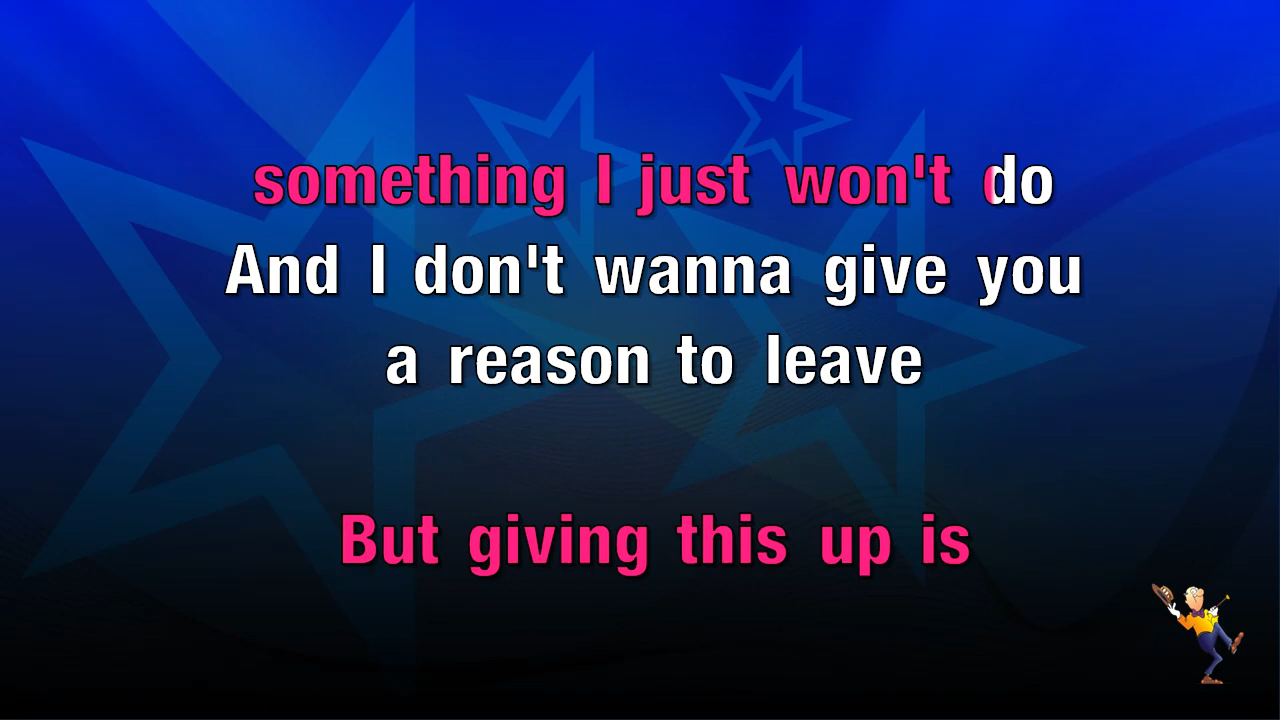 something I just won't do
And I don't wanna give you
a reason to leave
But giving this up is